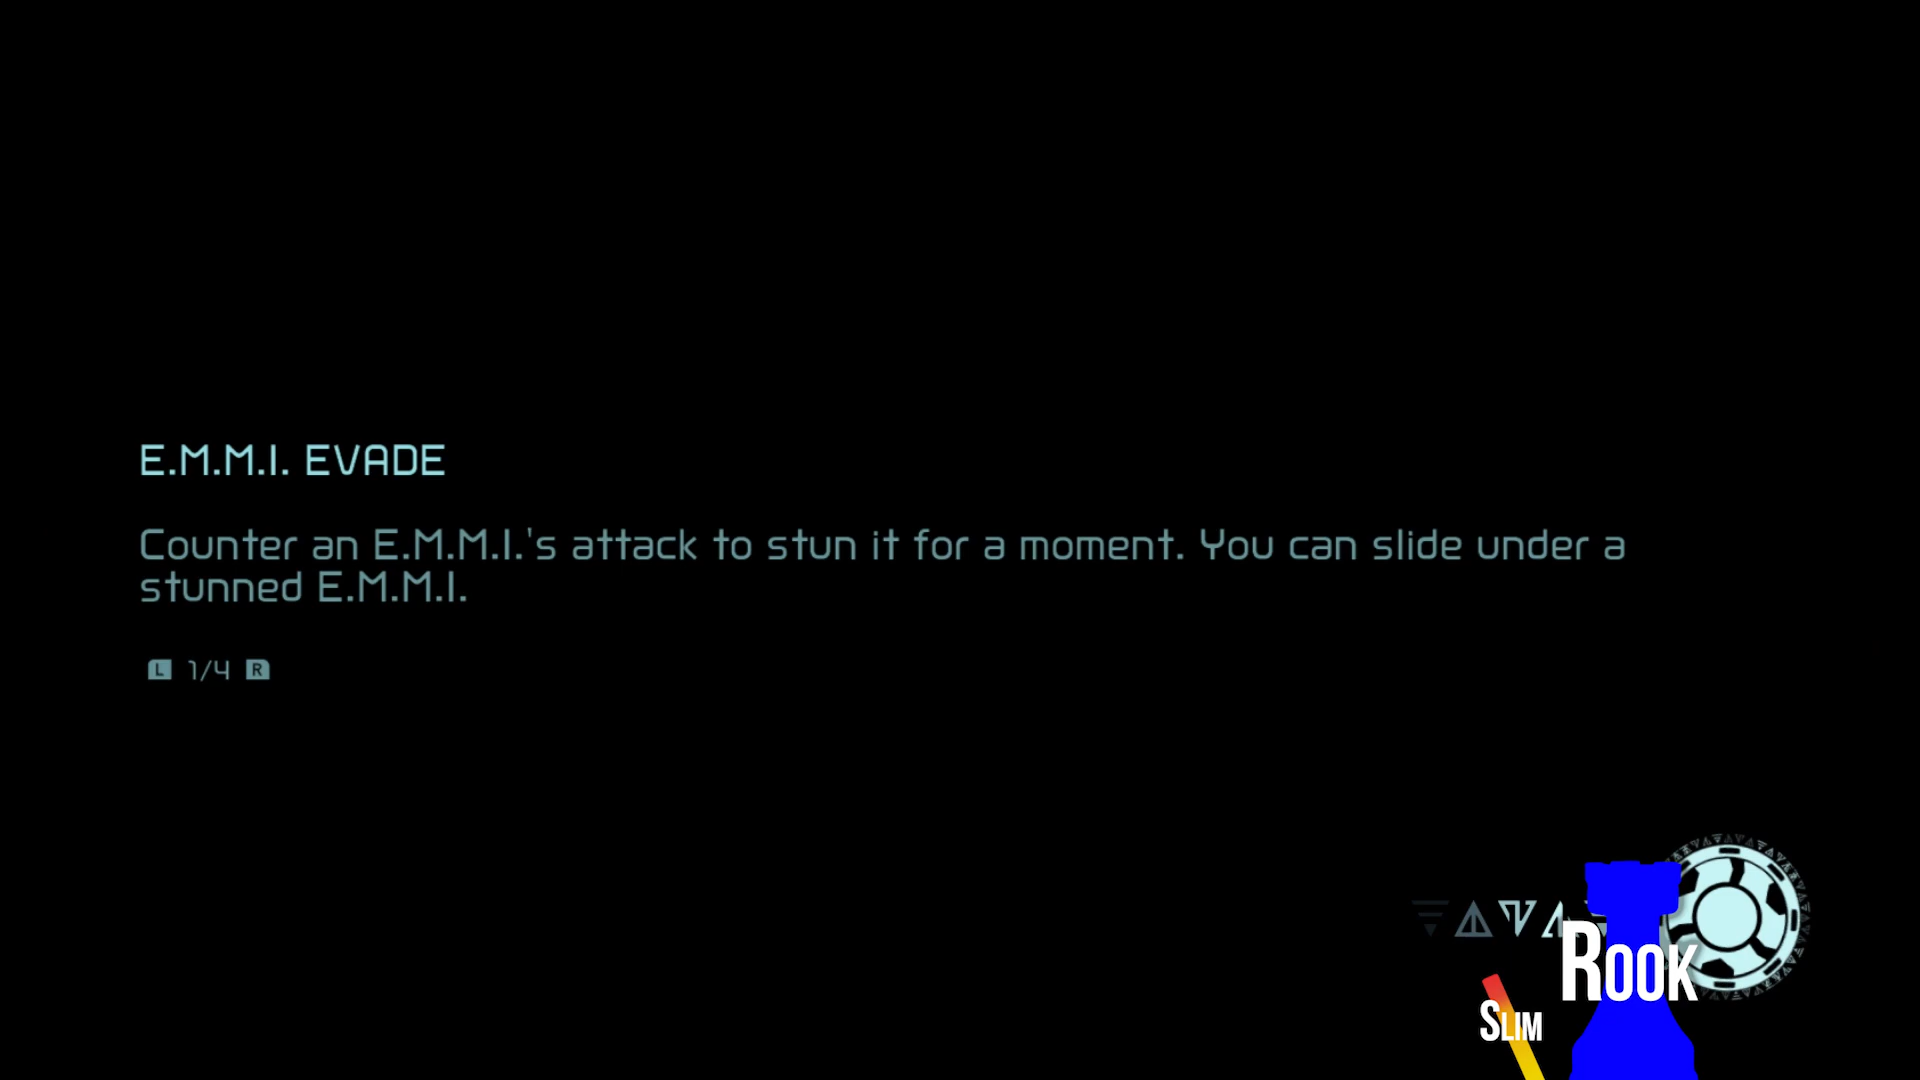 E.M.M.I. EVADE
Counter an E.M.M.I.'s attack to stun it for a moment. You can slide under a
stunned E.M.M.I.
L 1/4 R
ROOK
SLIM